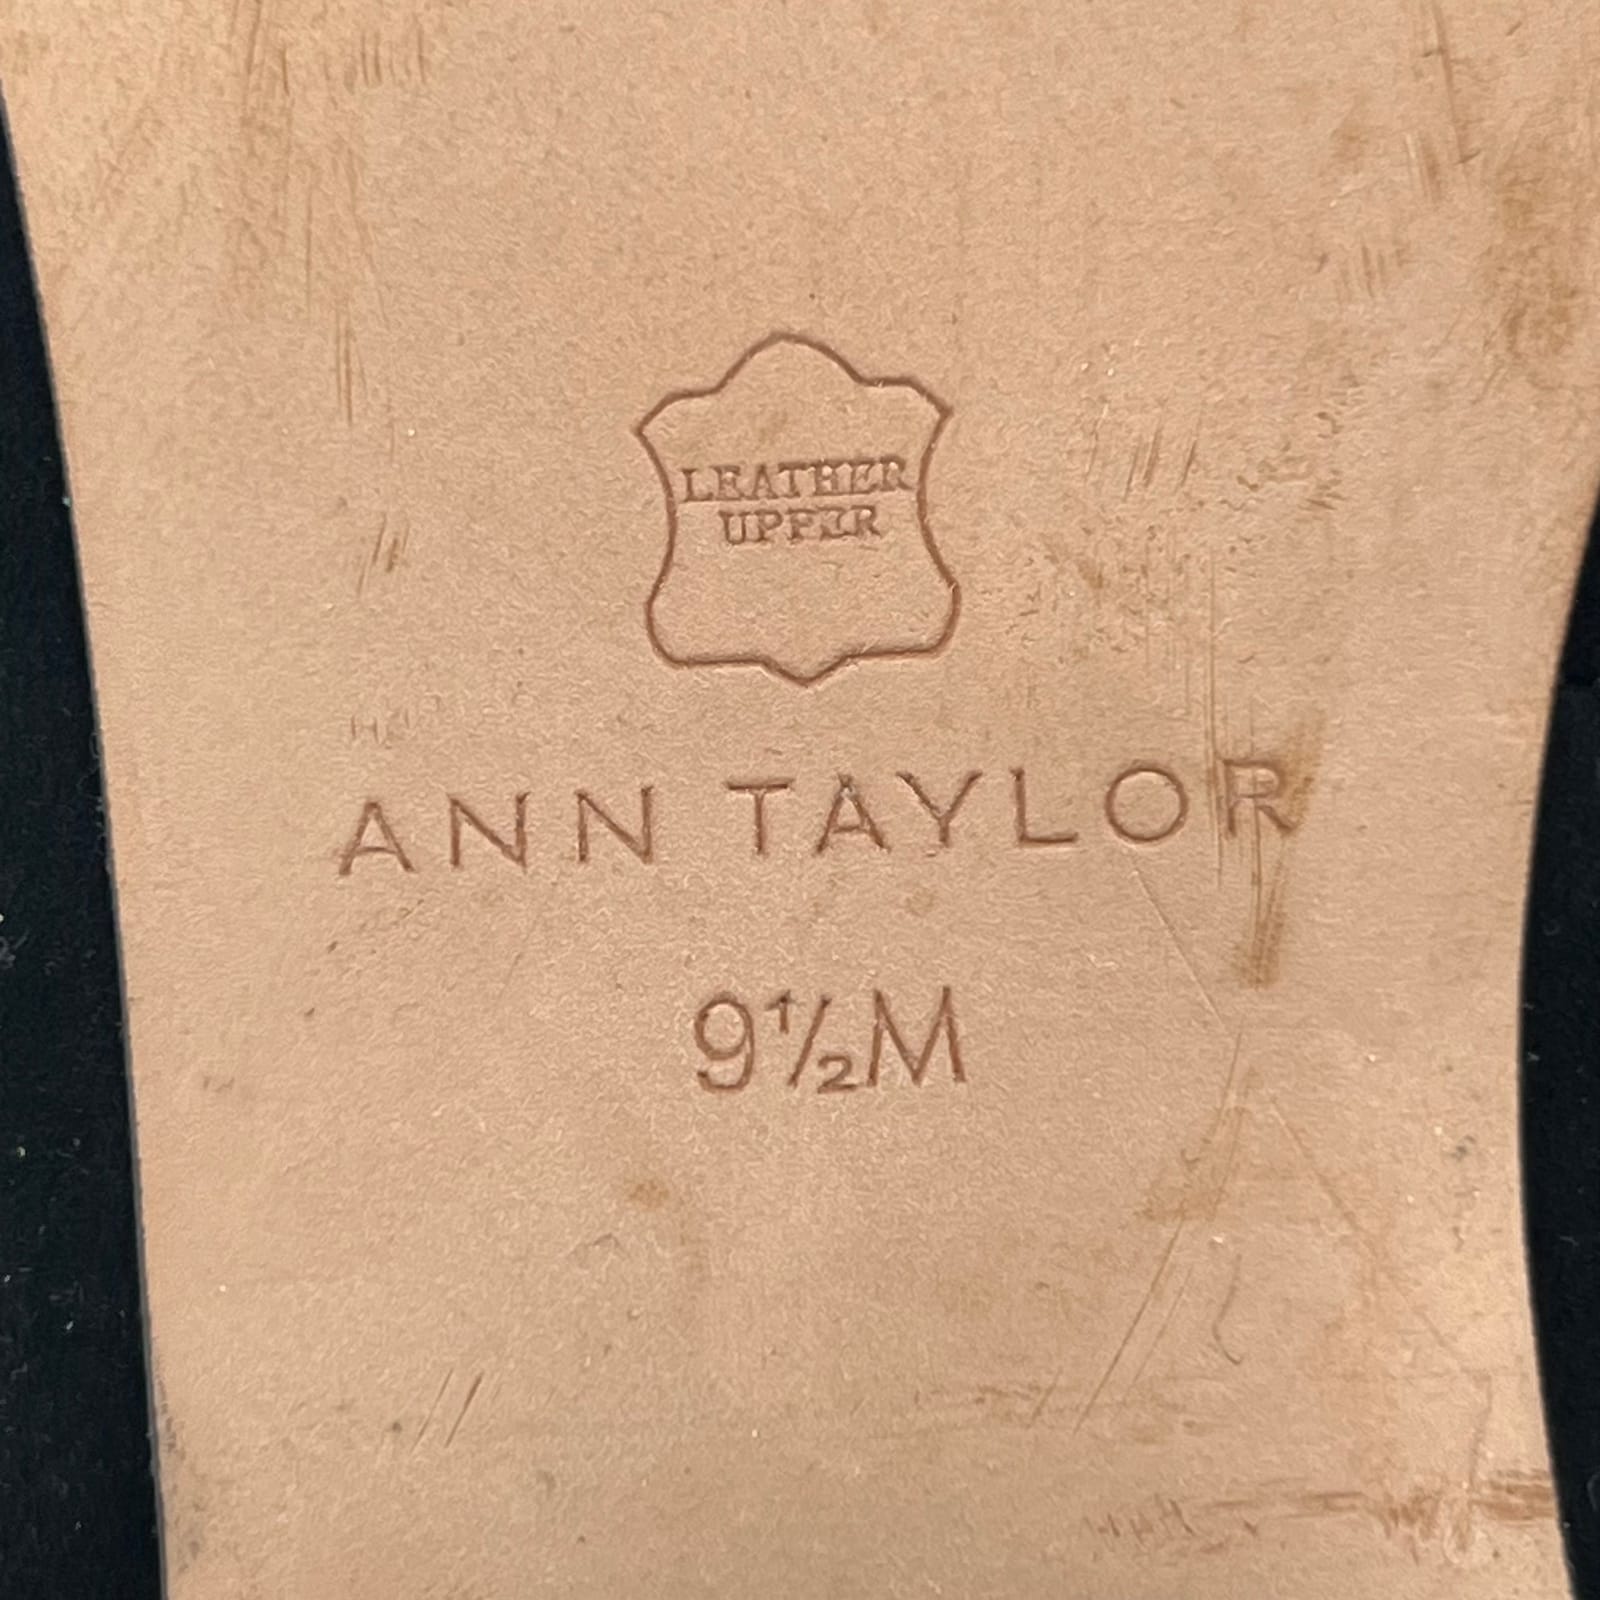 LEATHER
UPPER
ANN TAYLOR
9½M